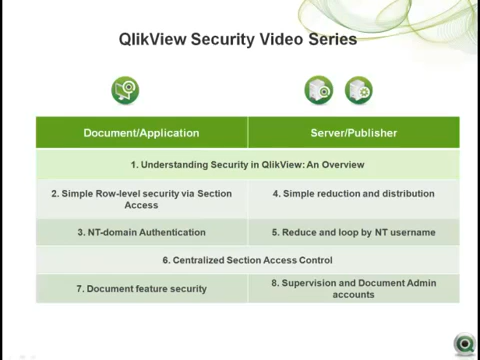 QlikView Security Video Series
Document/Application
Server/Publisher
1. Understanding Security in QlikView: An Overview
2. Simple Row-level security via Section
Access
4. Simple reduction and distribution
3. NT-domain Authentication
5. Reduce and loop by NT username
6. Centralized Section Access Control
7. Document feature security
8. Supervision and Document Admin
accounts